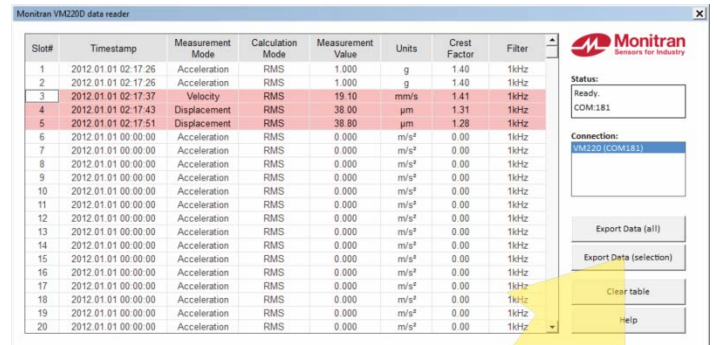 Monitran VM220D data reader
Slot# Timestamp Measurement Mode Calculation Mode Measurement Value Units Crest Factor Filter
1 2012.01.01 02:17:26 Acceleration RMS 1.000 g 1.40 1kHz
2 2012.01.01 02:17:26 Acceleration RMS 1.000 g 1.40 1kHz
3 2012.01.01 02:17:37 Velocity RMS 19.10 mm/s 1.41 1kHz
4 2012.01.01 02:17:43 Displacement RMS 38.00 µm 1.31 1kHz
5 2012.01.01 02:17:51 Displacement RMS 38.80 µm 1.28 1kHz
6 2012.01.01 00:00:00 Acceleration RMS 0.000 m/s² 0.00 1kHz
7 2012.01.01 00:00:00 Acceleration RMS 0.000 m/s² 0.00 1kHz
8 2012.01.01 00:00:00 Acceleration RMS 0.000 m/s² 0.00 1kHz
9 2012.01.01 00:00:00 Acceleration RMS 0.000 m/s² 0.00 1kHz
10 2012.01.01 00:00:00 Acceleration RMS 0.000 m/s² 0.00 1kHz
11 2012.01.01 00:00:00 Acceleration RMS 0.000 m/s² 0.00 1kHz
12 2012.01.01 00:00:00 Acceleration RMS 0.000 m/s² 0.00 1kHz
13 2012.01.01 00:00:00 Acceleration RMS 0.000 m/s² 0.00 1kHz
14 2012.01.01 00:00:00 Acceleration RMS 0.000 m/s² 0.00 1kHz
15 2012.01.01 00:00:00 Acceleration RMS 0.000 m/s² 0.00 1kHz
16 2012.01.01 00:00:00 Acceleration RMS 0.000 m/s² 0.00 1kHz
17 2012.01.01 00:00:00 Acceleration RMS 0.000 m/s² 0.00 1kHz
18 2012.01.01 00:00:00 Acceleration RMS 0.000 m/s² 0.00 1kHz
19 2012.01.01 00:00:00 Acceleration RMS 0.000 m/s² 0.00 1kHz
20 2012.01.01 00:00:00 Acceleration RMS 0.000 m/s² 0.00 1kHz
Monitran
Sensors for Industry
Status:
Ready.
COM:181
Connection:
VM220 (COM181)
Export Data (all)
Export Data (selection)
Clear table
Help